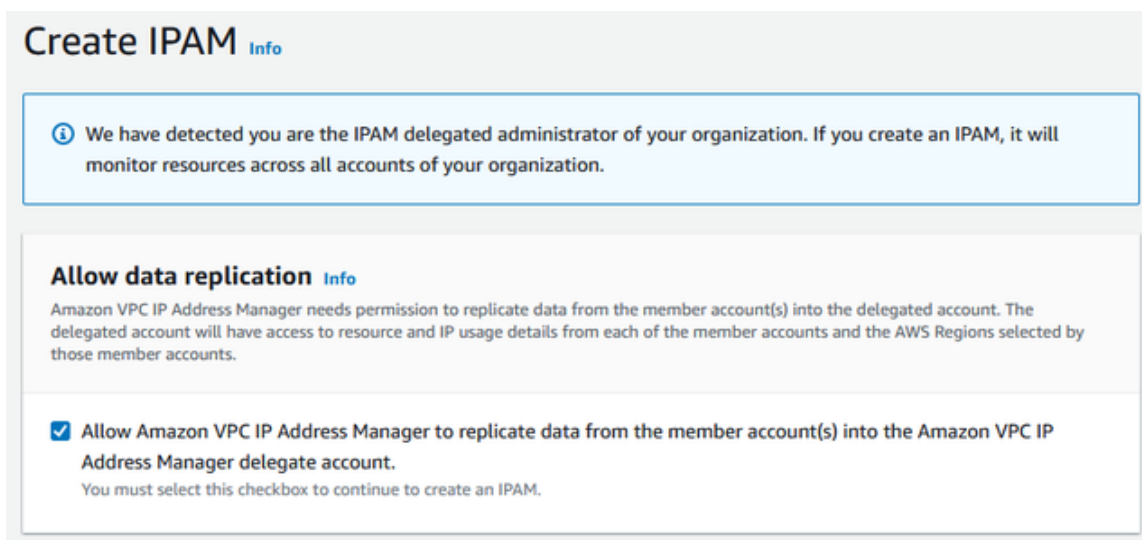 Create IPAM Info
We have detected you are the IPAM delegated administrator of your organization. If you create an IPAM, it will
monitor resources across all accounts of your organization.
Allow data replication Info
Amazon VPC IP Address Manager needs permission to replicate data from the member account(s) into the delegated account. The
delegated account will have access to resource and IP usage details from each of the member accounts and the AWS Regions selected by
those member accounts.
Allow Amazon VPC IP Address Manager to replicate data from the member account(s) into the Amazon VPC IP
Address Manager delegate account.
You must select this checkbox to continue to create an IPAM.